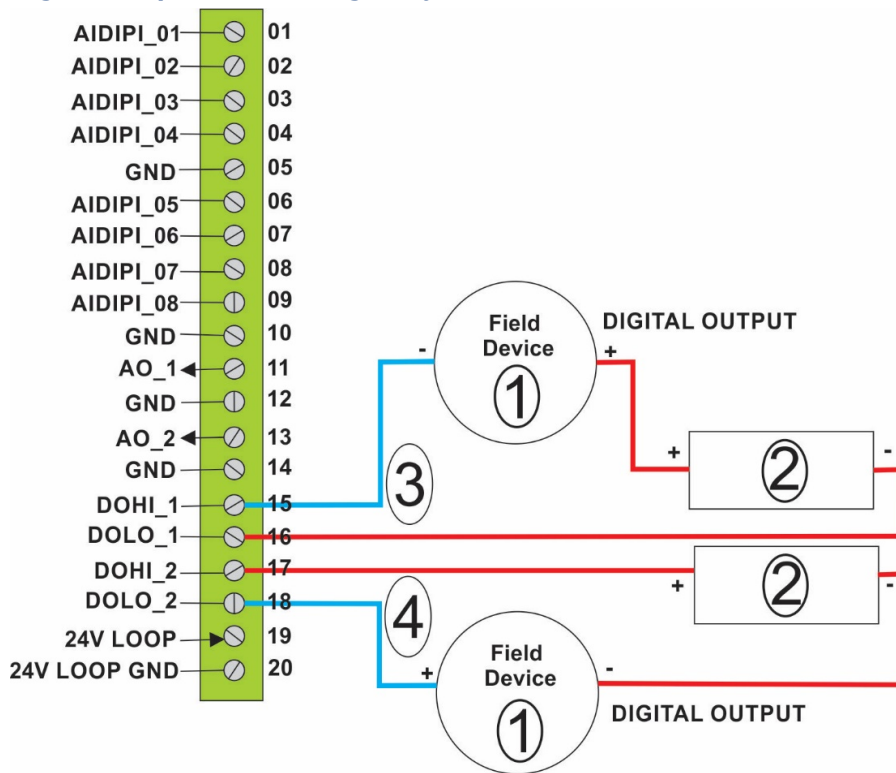 AIDIPI_01 01
AIDIPI_02 02
AIDIPI_03 03
AIDIPI_04 04
GND 05
AIDIPI_05 06
AIDIPI_06 07
AIDIPI_07 08
AIDIPI_08 09
GND 10
AO_1 11
GND 12
AO_2 13
GND 14
DOHI_1 15
DOLO_1 16
DOHI_2 17
DOLO_2 18
24V LOOP 19
24V LOOP GND 20
Field
Device
1
- +
DIGITAL OUTPUT
+ 2 -
3
+ 2 -
4
Field
Device
1
+ -
DIGITAL OUTPUT